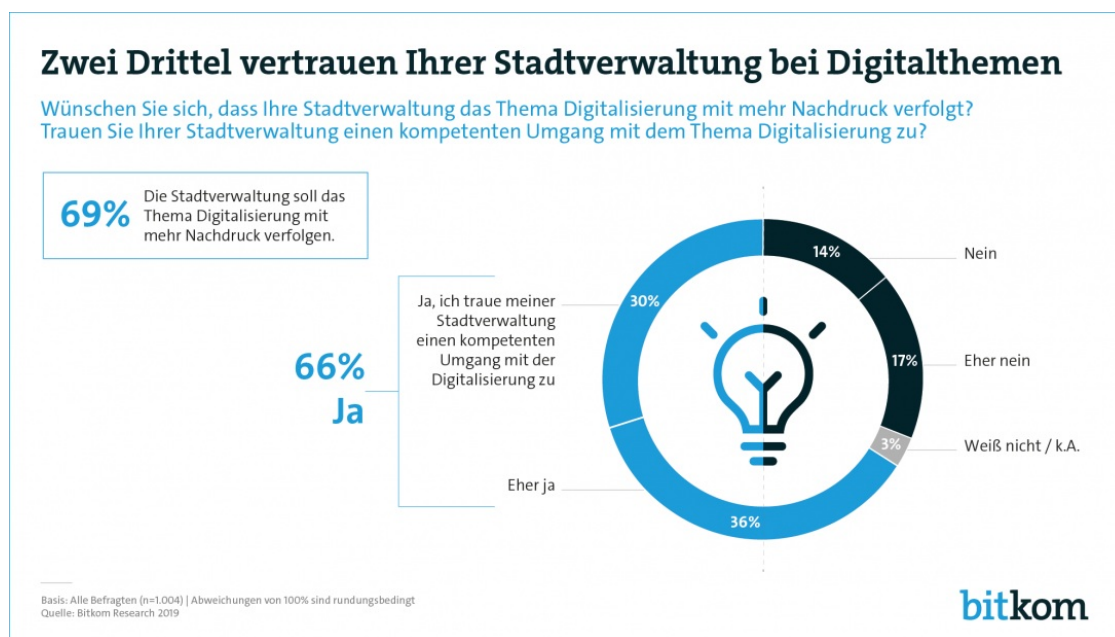 Zwei Drittel vertrauen Ihrer Stadtverwaltung bei Digitalthemen
Wünschen Sie sich, dass Ihre Stadtverwaltung das Thema Digitalisierung mit mehr Nachdruck verfolgt?
Trauen Sie Ihrer Stadtverwaltung einen kompetenten Umgang mit dem Thema Digitalisierung zu?
69%
Die Stadtverwaltung soll das
Thema Digitalisierung mit
mehr Nachdruck verfolgen.
66%
Ja
Ja, ich traue meiner
Stadtverwaltung
einen kompetenten
Umgang mit der
Digitalisierung zu
30%
Eher ja
36%
14%
Nein
17%
Eher nein
3%
Weiß nicht / k.A.
Basis: Alle Befragten (n=1.004) | Abweichungen von 100% sind rundungsbedingt
Quelle: Bitkom Research 2019
bitkom